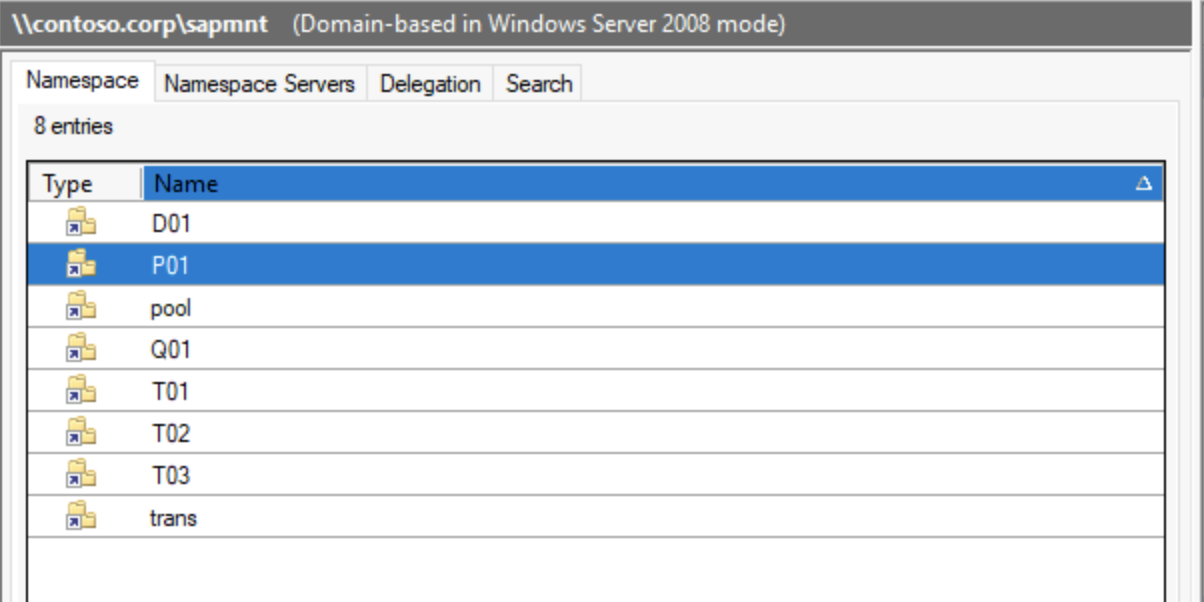 \\contoso.corp\sapmnt (Domain-based in Windows Server 2008 mode)
Namespace Namespace Servers Delegation Search
8 entries
Type Name
D01
P01
pool
Q01
T01
T02
T03
trans